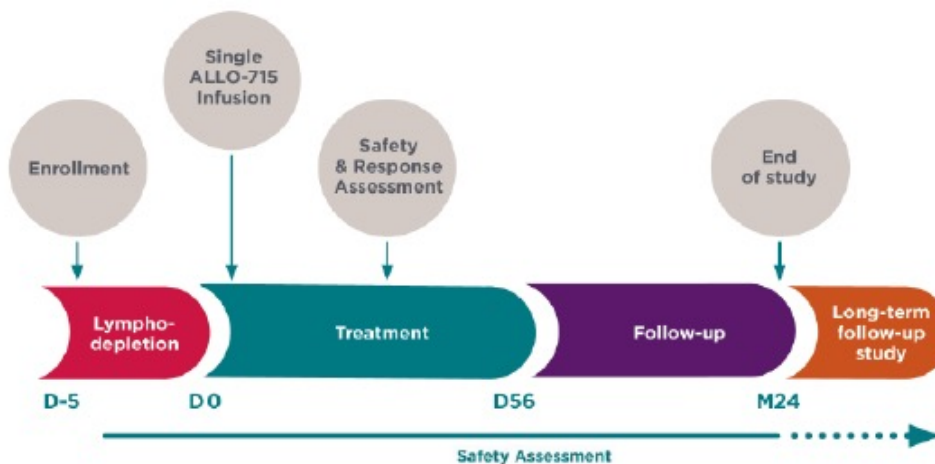 Single
ALLO-715
Infusion
Enrollment
Safety
& Response
Assessment
End
of study
Lympho-
depletion
Treatment
Follow-up
Long-term
follow-up
study
D-5
D0
D56
M24
Safety Assessment